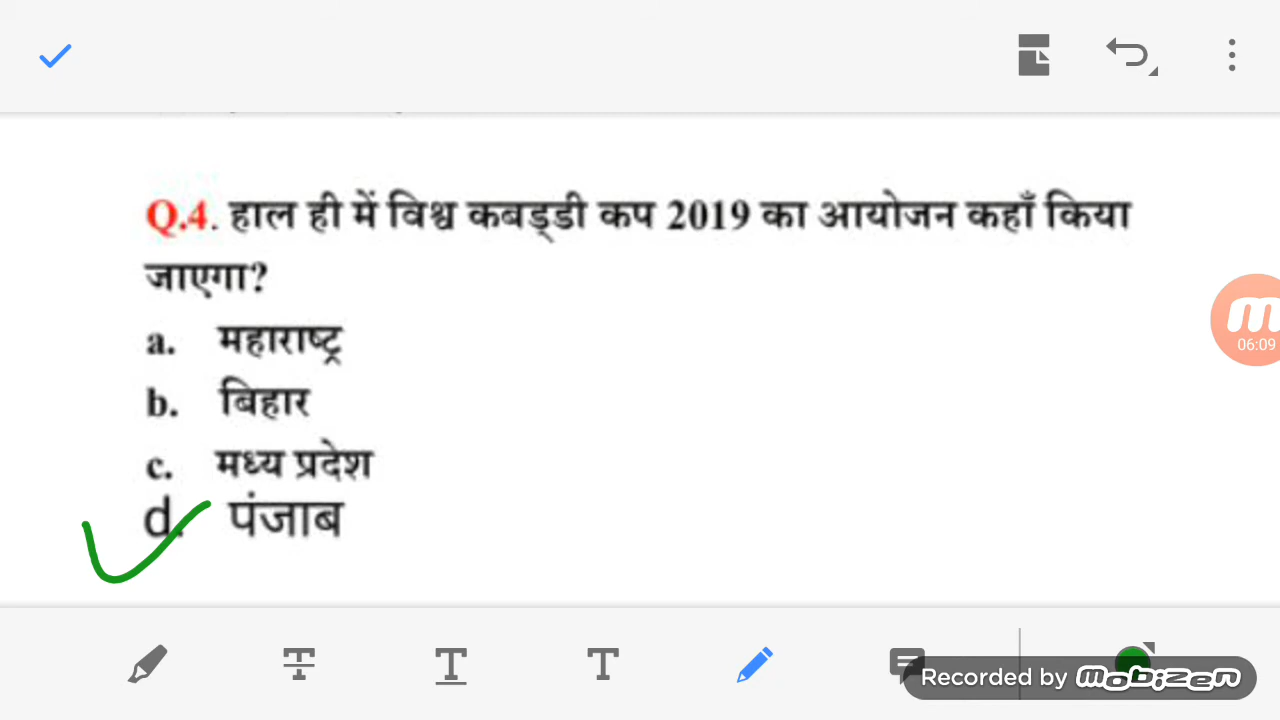 Q.4. हाल ही में विश्व कबड्डी कप 2019 का आयोजन कहाँ किया
जाएगा?
a. महाराष्ट्र
b. बिहार
c. मध्य प्रदेश
d. पंजाब
06:09
T T T
Recorded by mobizen